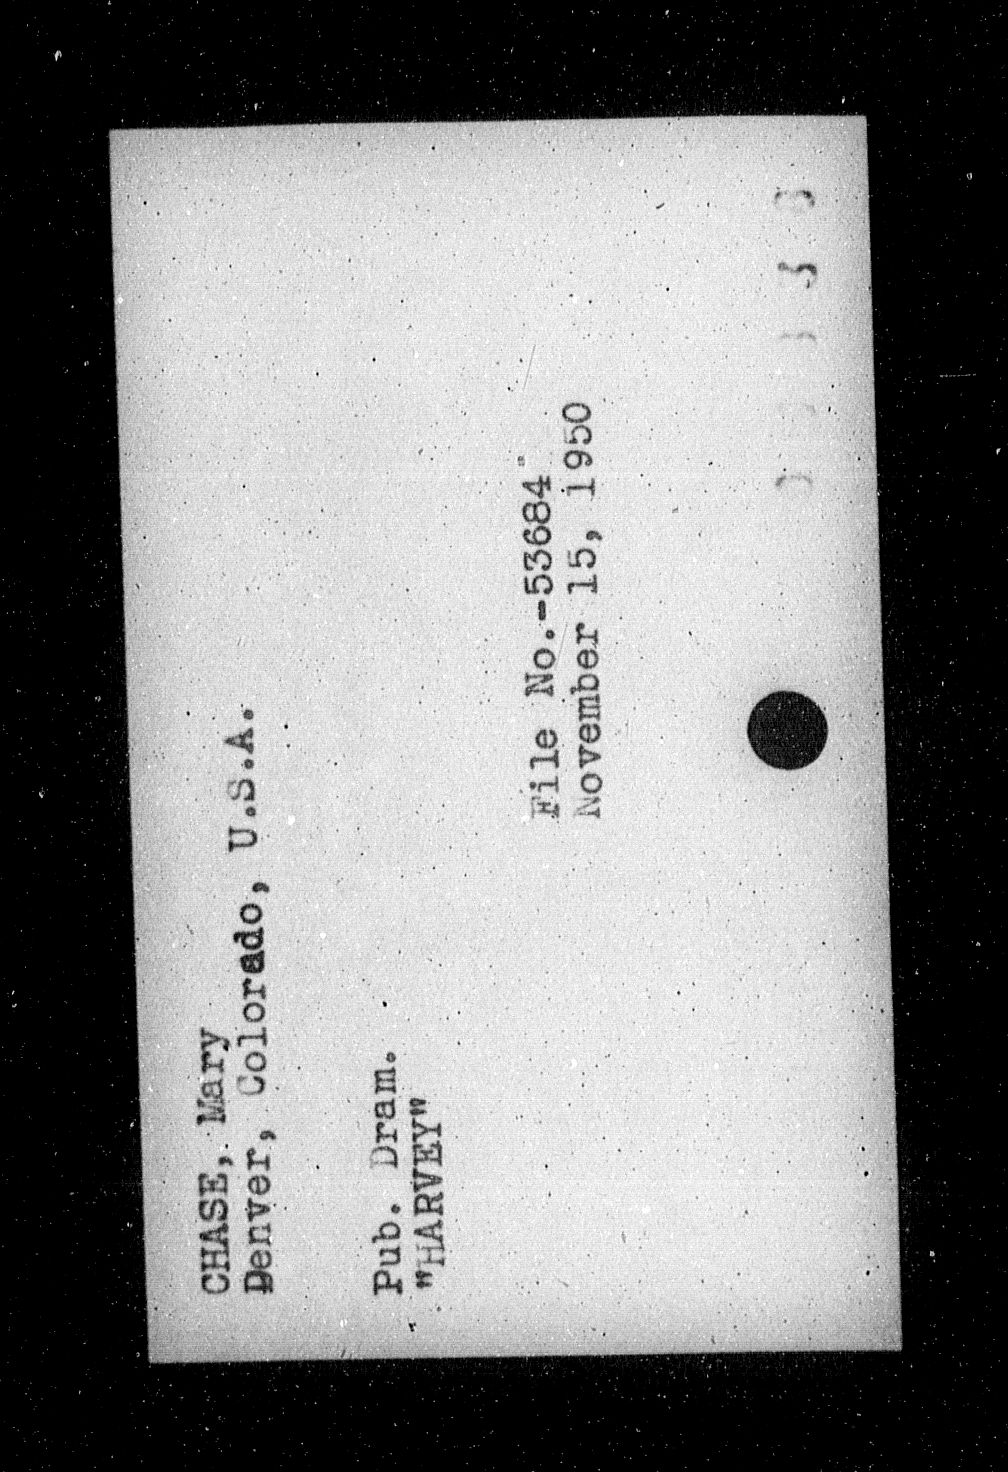 CHASE, Mary
Denver, Colorado, U.S.A.
Pub. Dram.
"HARVEY"
File No.-53684
November 15, 1950